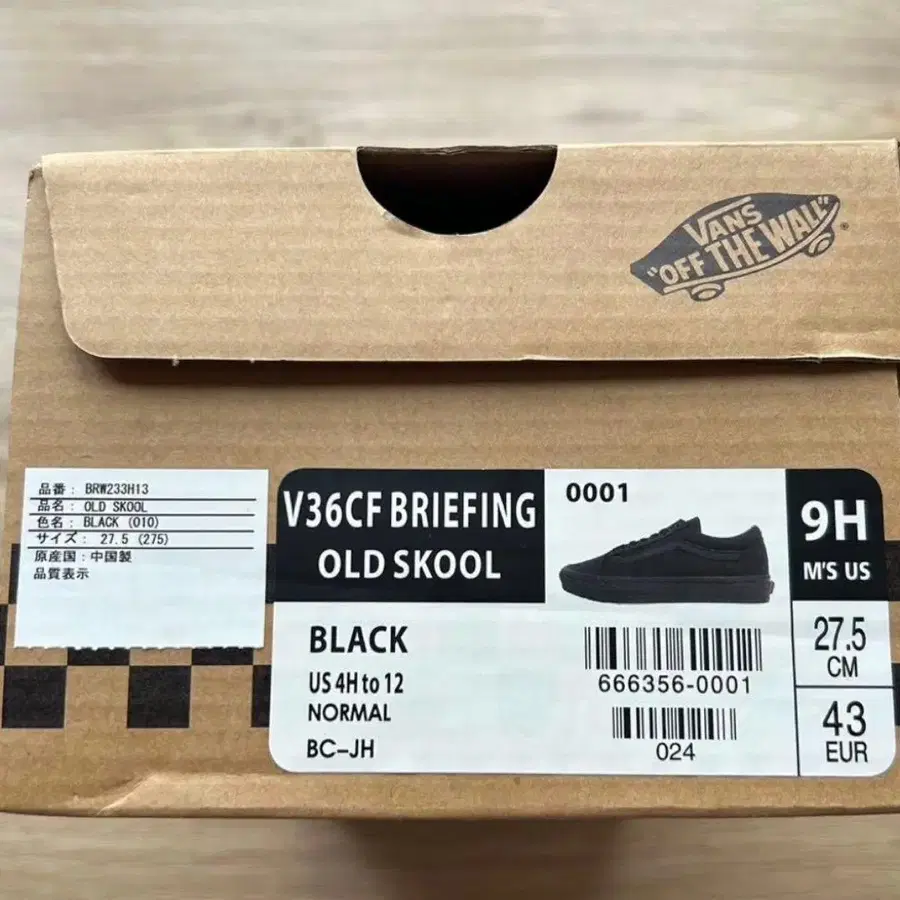 VANS
"OFF THE WALL"
品番： BRW233H13
品名： OLD SKOOL
色名： BLACK (010)
サイズ： 27.5 (275)
原産国：中国製
品質表示
V36CF BRIEFING
OLD SKOOL
0001
9H
M'S US
BLACK
US 4H to 12
NORMAL
BC-JH
666356-0001
024
27.5
CM
43
EUR